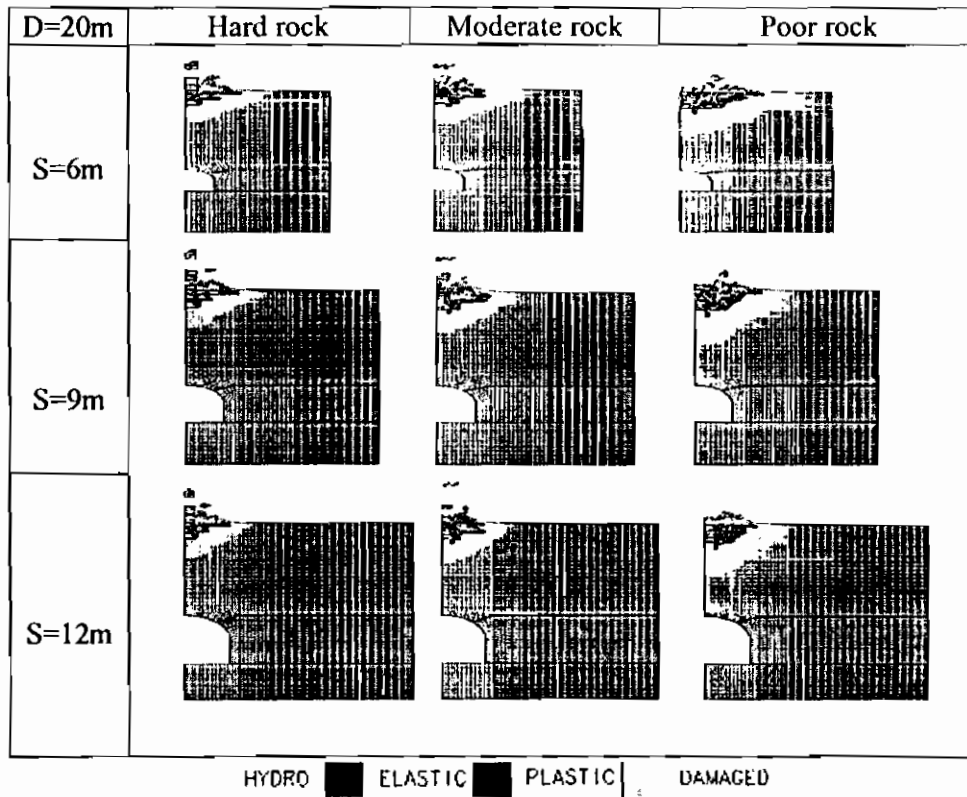 D=20m Hard rock Moderate rock Poor rock
S=6m
S=9m
S=12m
HYDRO ELASTIC PLASTIC DAMAGED